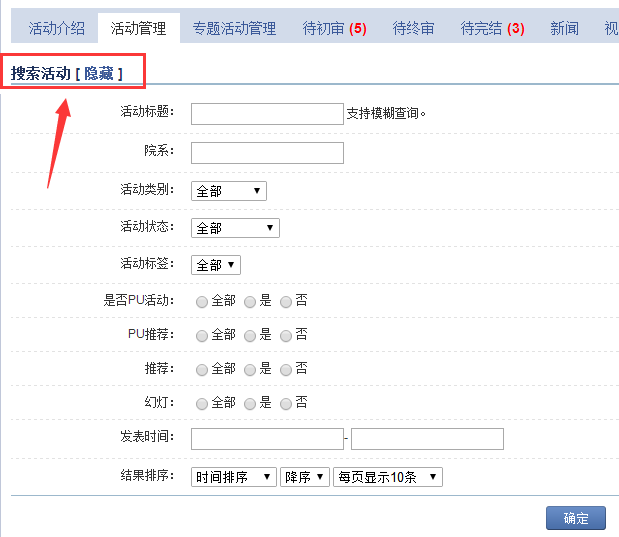 活动介绍 活动管理 专题活动管理 待初审 (5) 待终审 待完结 (3) 新闻 视
搜索活动 [ 隐藏 ]
活动标题： 支持模糊查询。
院系：
活动类别： 全部
活动状态： 全部
活动标签： 全部
是否PU活动： 全部 是 否
PU推荐： 全部 是 否
推荐： 全部 是 否
幻灯： 全部 是 否
发表时间： -
结果排序： 时间排序 降序 每页显示10条
确定